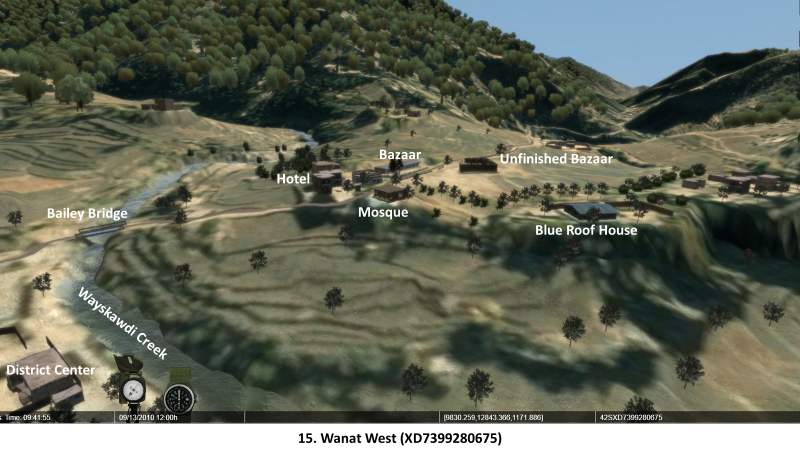 Bazaar
Unfinished Bazaar
Hotel
Mosque
Bailey Bridge
Blue Roof House
Wayskawdi Creek
District Center
s Time: 09:41:55
09/13/2010 12:00h
[9830.259,12843.366,1171.886]
42SXD7399280675
15. Wanat West (XD7399280675)